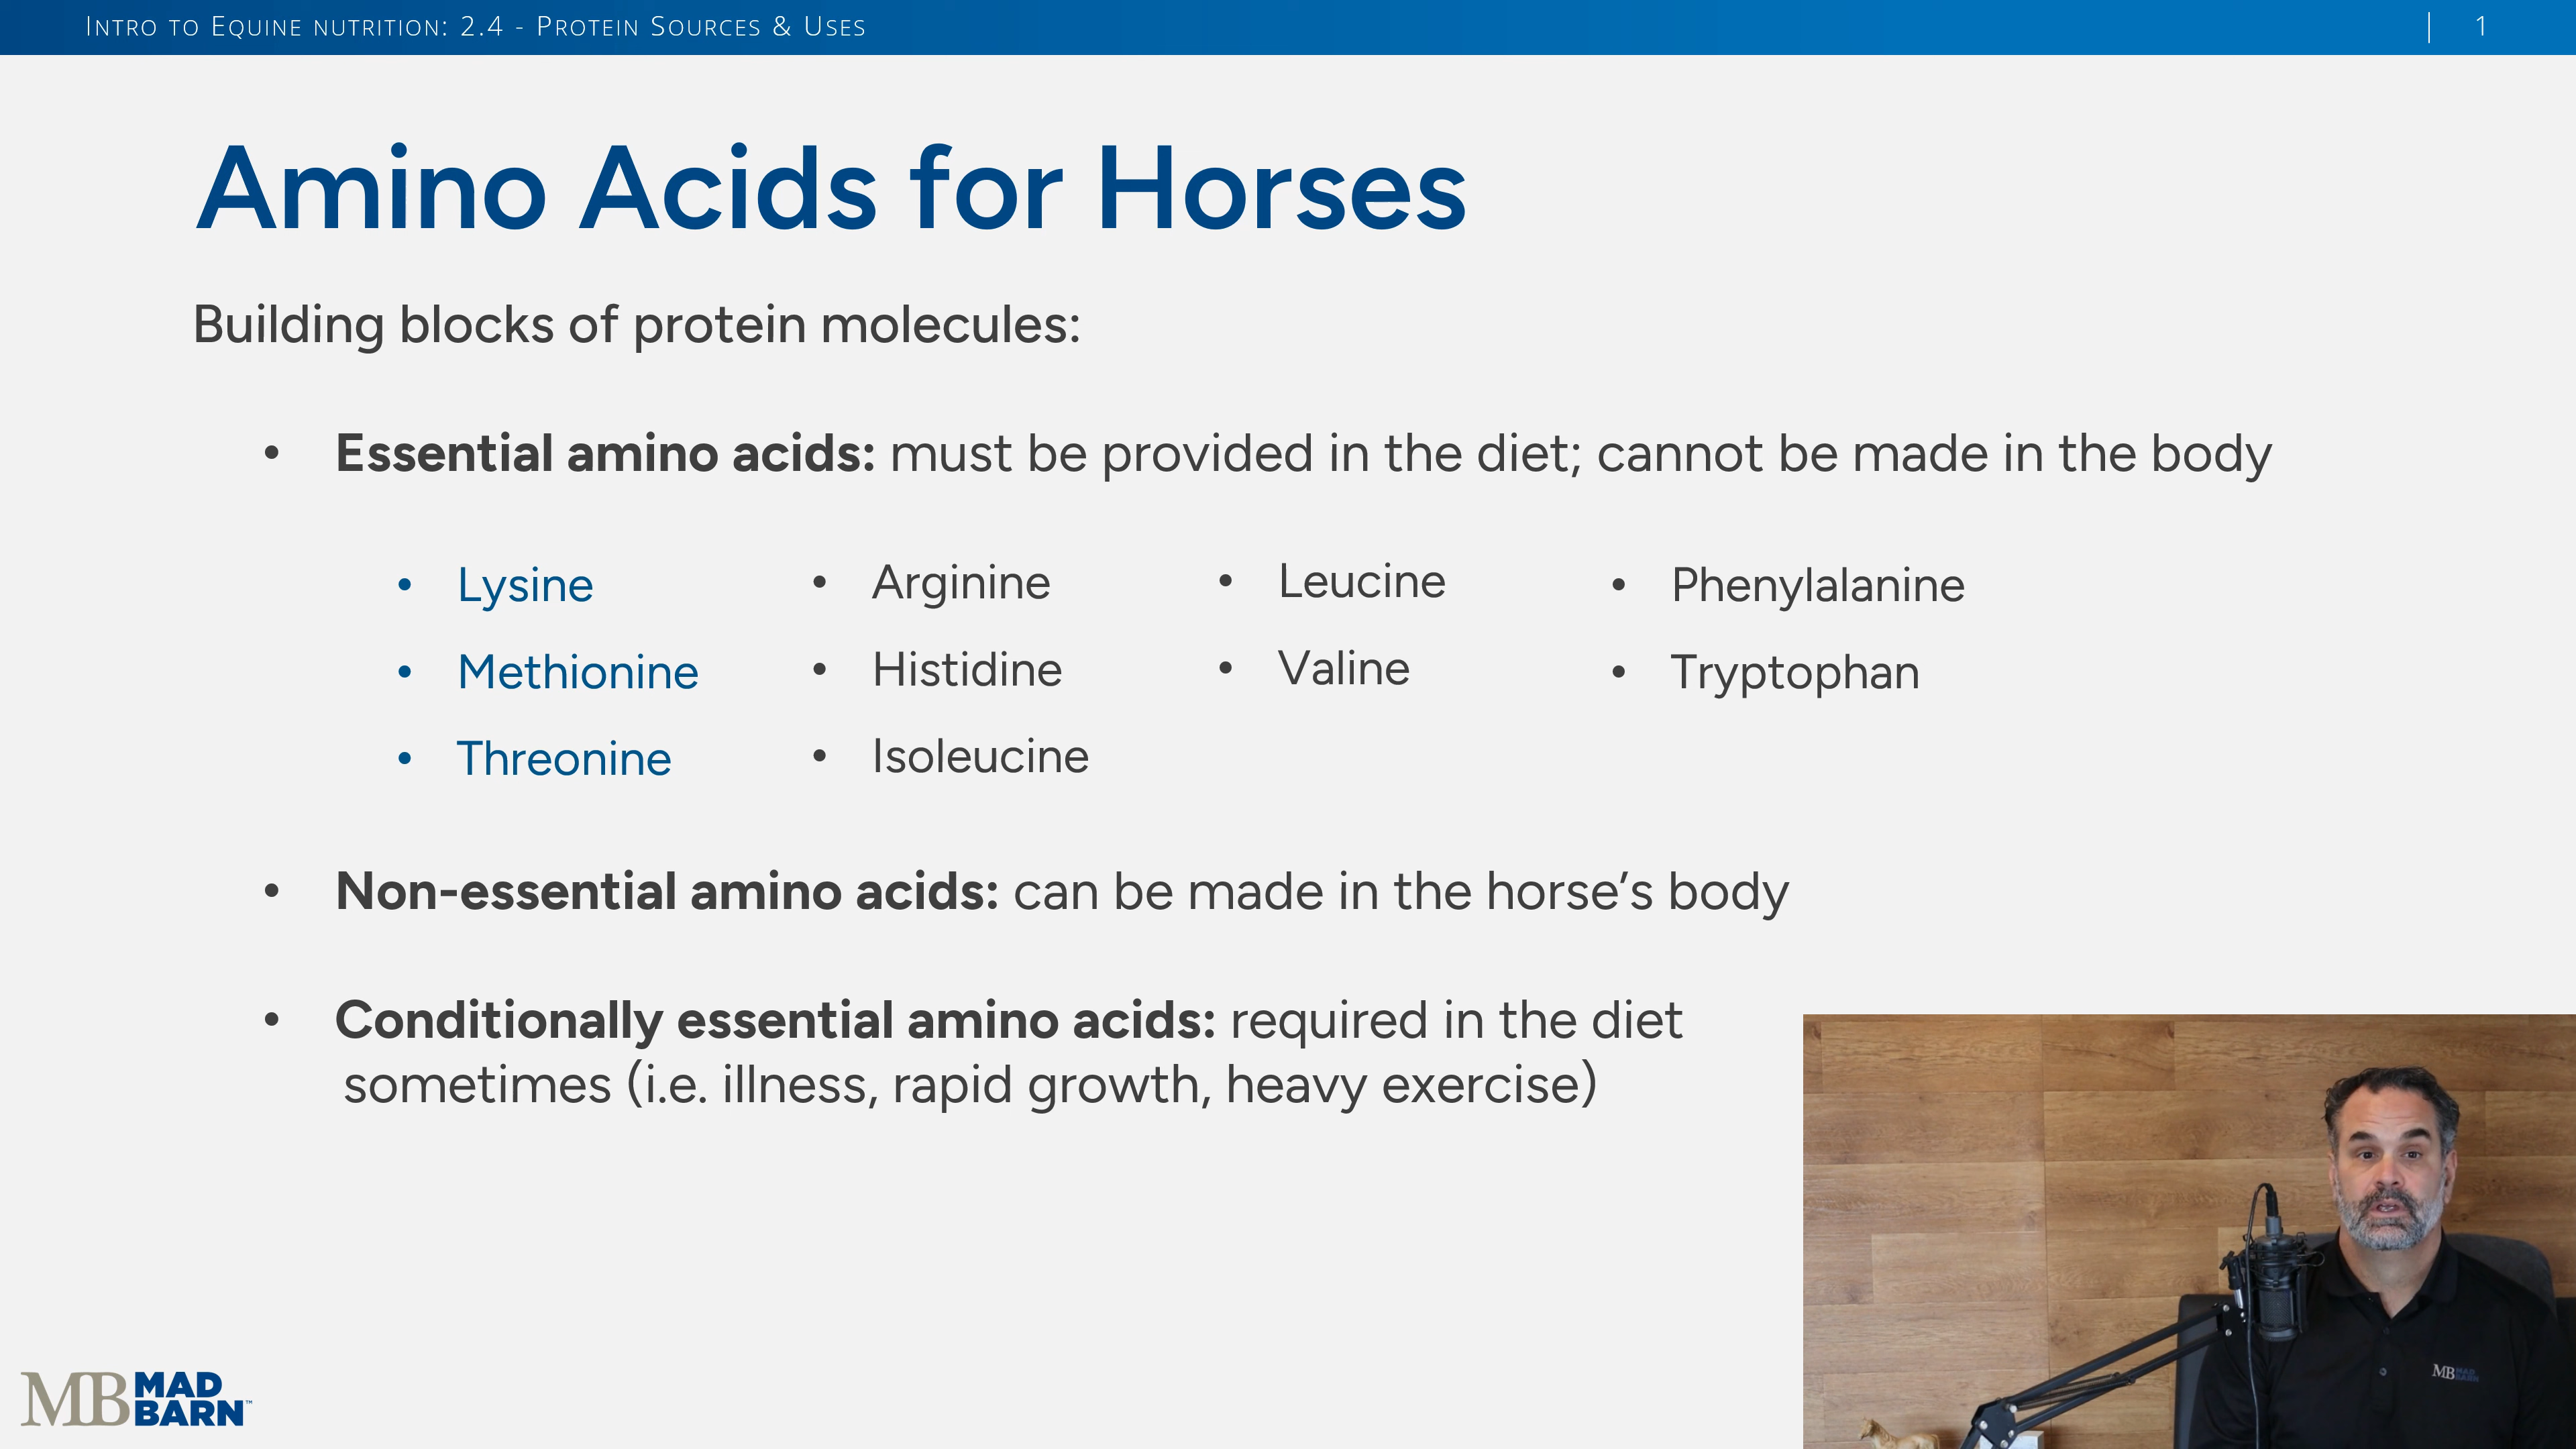 Intro to Equine nutrition: 2.4 - Protein Sources & Uses
1
Amino Acids for Horses
Building blocks of protein molecules:
• Essential amino acids: must be provided in the diet; cannot be made in the body
• Lysine
• Methionine
• Threonine
• Arginine
• Histidine
• Isoleucine
• Leucine
• Valine
• Phenylalanine
• Tryptophan
• Non-essential amino acids: can be made in the horse’s body
• Conditionally essential amino acids: required in the diet
sometimes (i.e. illness, rapid growth, heavy exercise)
MB MAD BARN™
MB MAD BARN